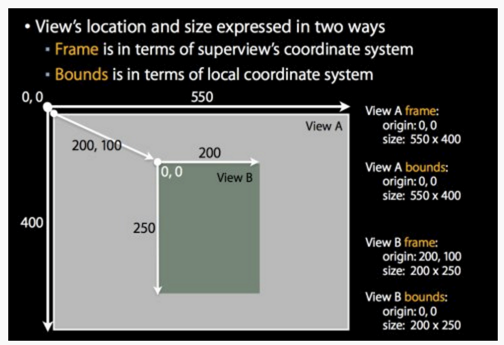 • View's location and size expressed in two ways
▪ Frame is in terms of superview's coordinate system
▪ Bounds is in terms of local coordinate system
0, 0
550
View A
200, 100
200
0, 0
View B
400
250
View A frame:
origin: 0, 0
size: 550 x 400
View A bounds:
origin: 0, 0
size: 550 x 400
View B frame:
origin: 200, 100
size: 200 x 250
View B bounds:
origin: 0, 0
size: 200 x 250